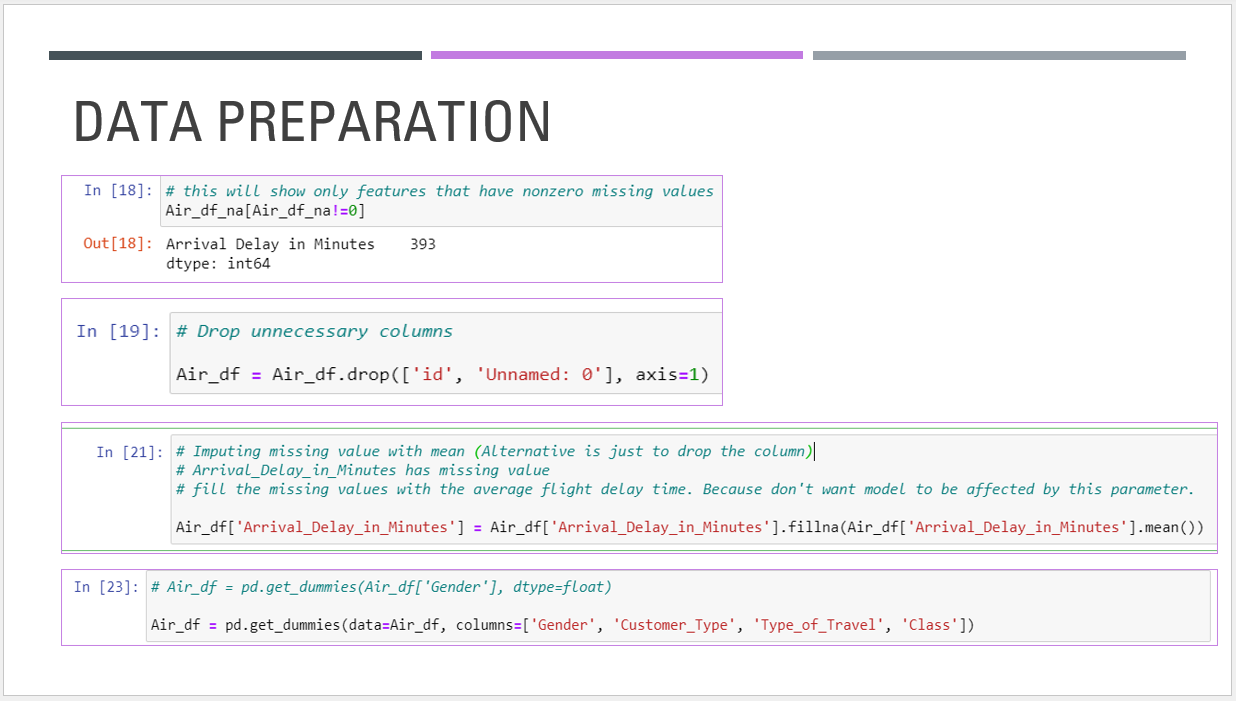 DATA PREPARATION
In [18]: # this will show only features that have nonzero missing values
Air_df_na[Air_df_na!=0]
Out[18]: Arrival Delay in Minutes    393
dtype: int64
In [19]: # Drop unnecessary columns
Air_df = Air_df.drop(['id', 'Unnamed: 0'], axis=1)
In [21]: # Imputing missing value with mean (Alternative is just to drop the column)
# Arrival_Delay_in_Minutes has missing value
# fill the missing values with the average flight delay time. Because don't want model to be affected by this parameter.
Air_df['Arrival_Delay_in_Minutes'] = Air_df['Arrival_Delay_in_Minutes'].fillna(Air_df['Arrival_Delay_in_Minutes'].mean())
In [23]: # Air_df = pd.get_dummies(Air_df['Gender'], dtype=float)
Air_df = pd.get_dummies(data=Air_df, columns=['Gender', 'Customer_Type', 'Type_of_Travel', 'Class'])